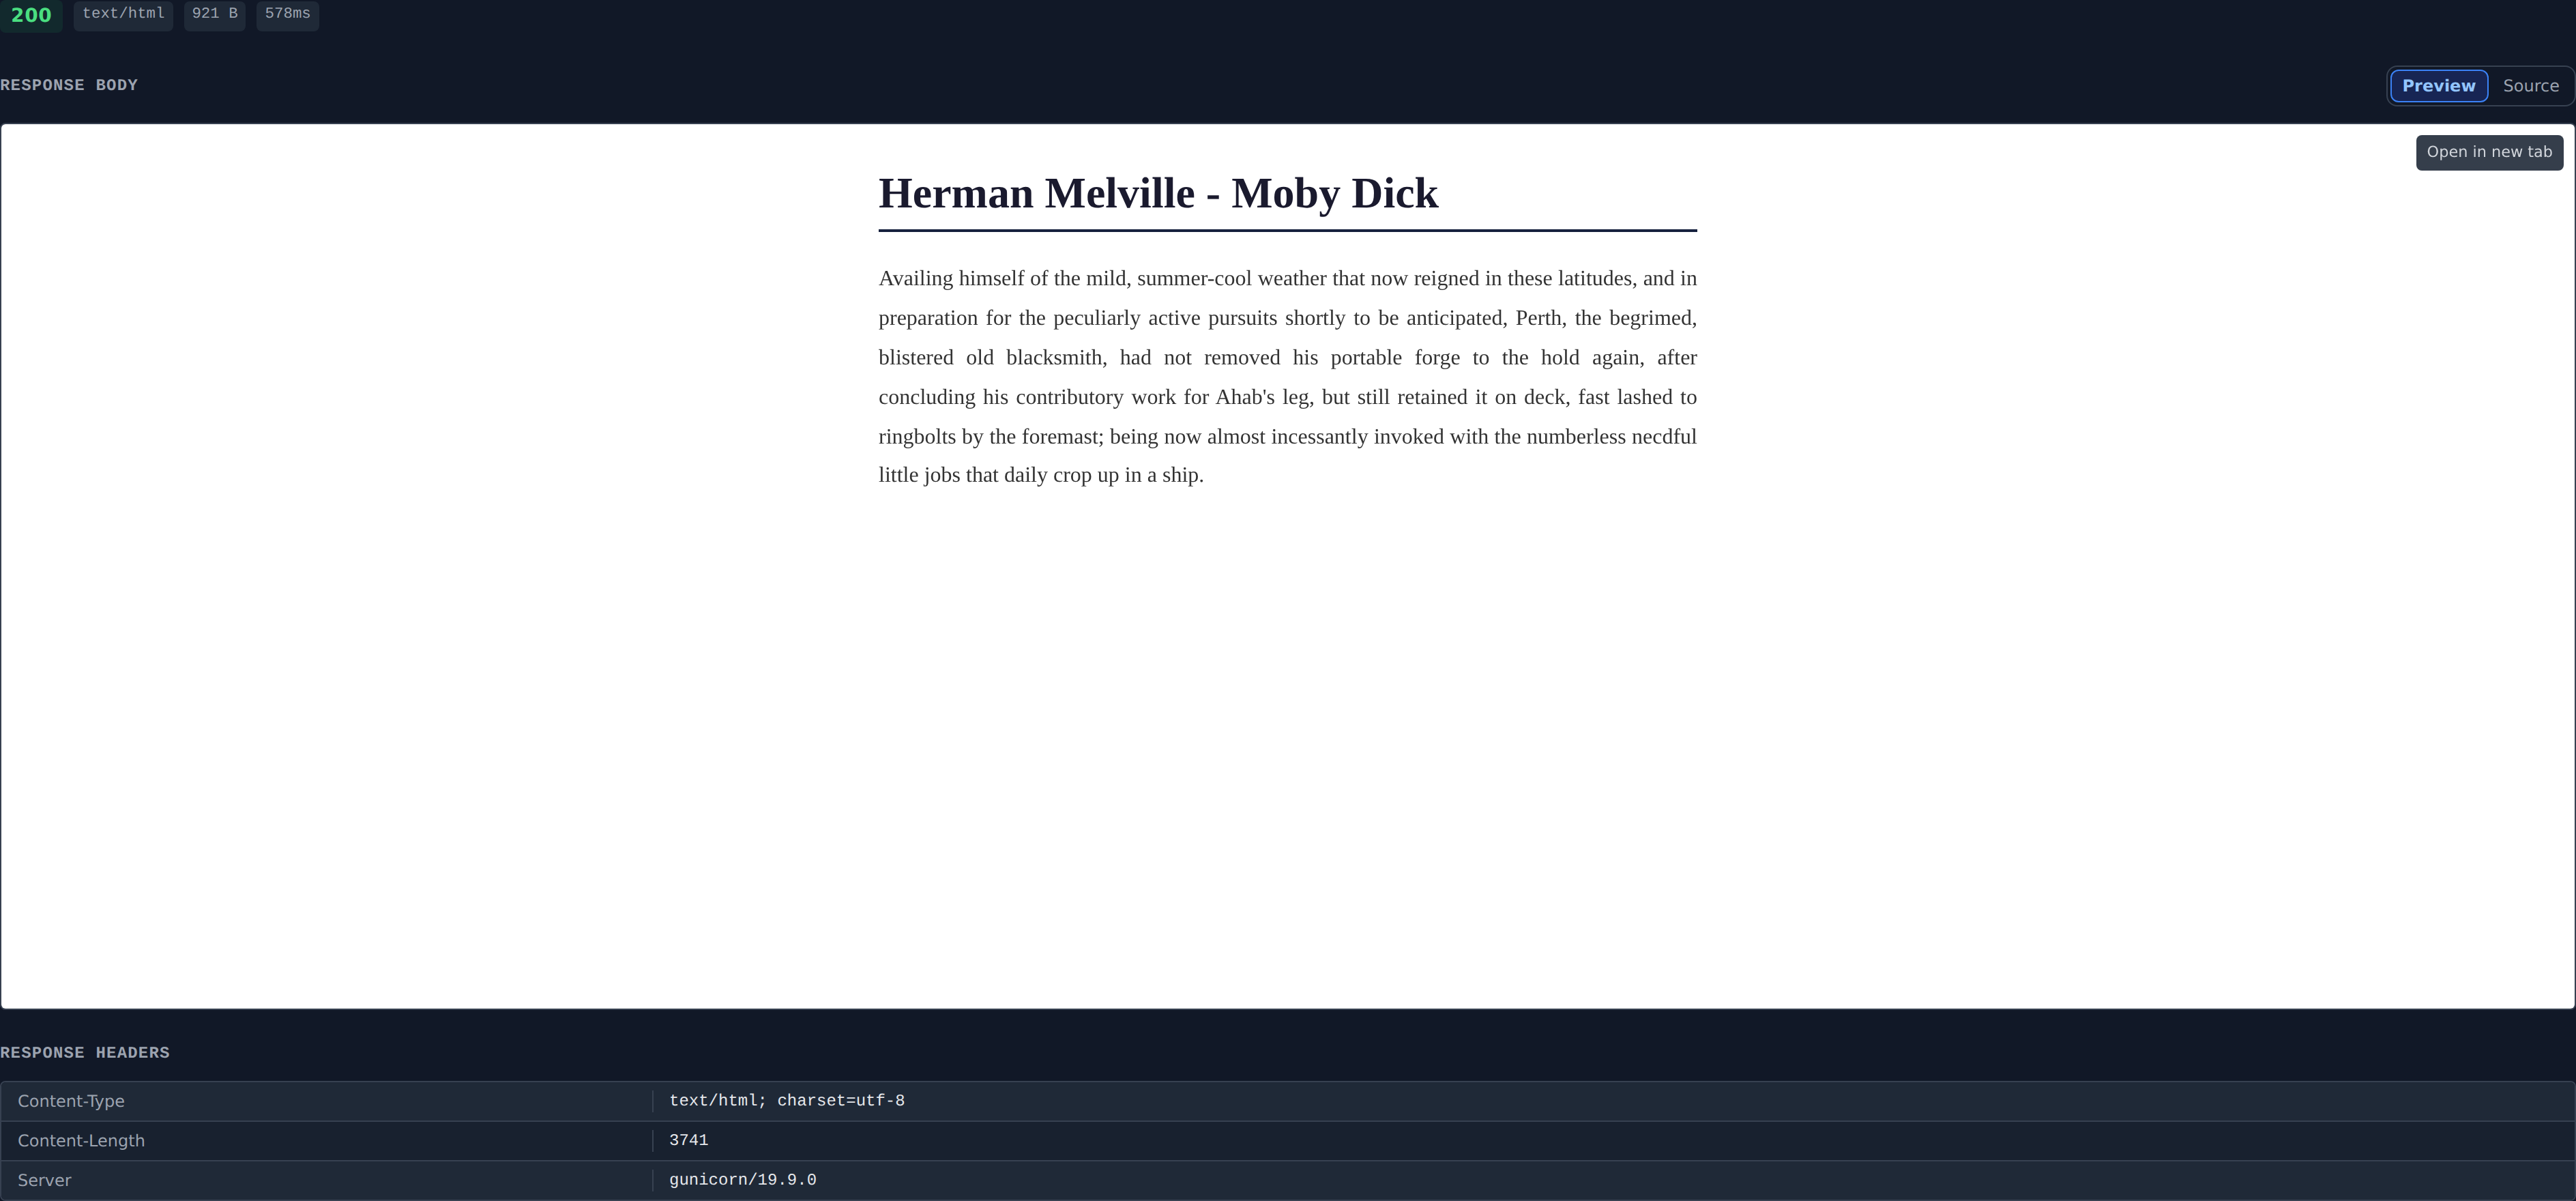 200 text/html 921 B 578ms
RESPONSE BODY
Preview Source
Open in new tab
Herman Melville - Moby Dick
Availing himself of the mild, summer-cool weather that now reigned in these latitudes, and in
preparation for the peculiarly active pursuits shortly to be anticipated, Perth, the begrimed,
blistered old blacksmith, had not removed his portable forge to the hold again, after
concluding his contributory work for Ahab's leg, but still retained it on deck, fast lashed to
ringbolts by the foremast; being now almost incessantly invoked with the numberless necdful
little jobs that daily crop up in a ship.
RESPONSE HEADERS
Content-Type text/html; charset=utf-8
Content-Length 3741
Server gunicorn/19.9.0